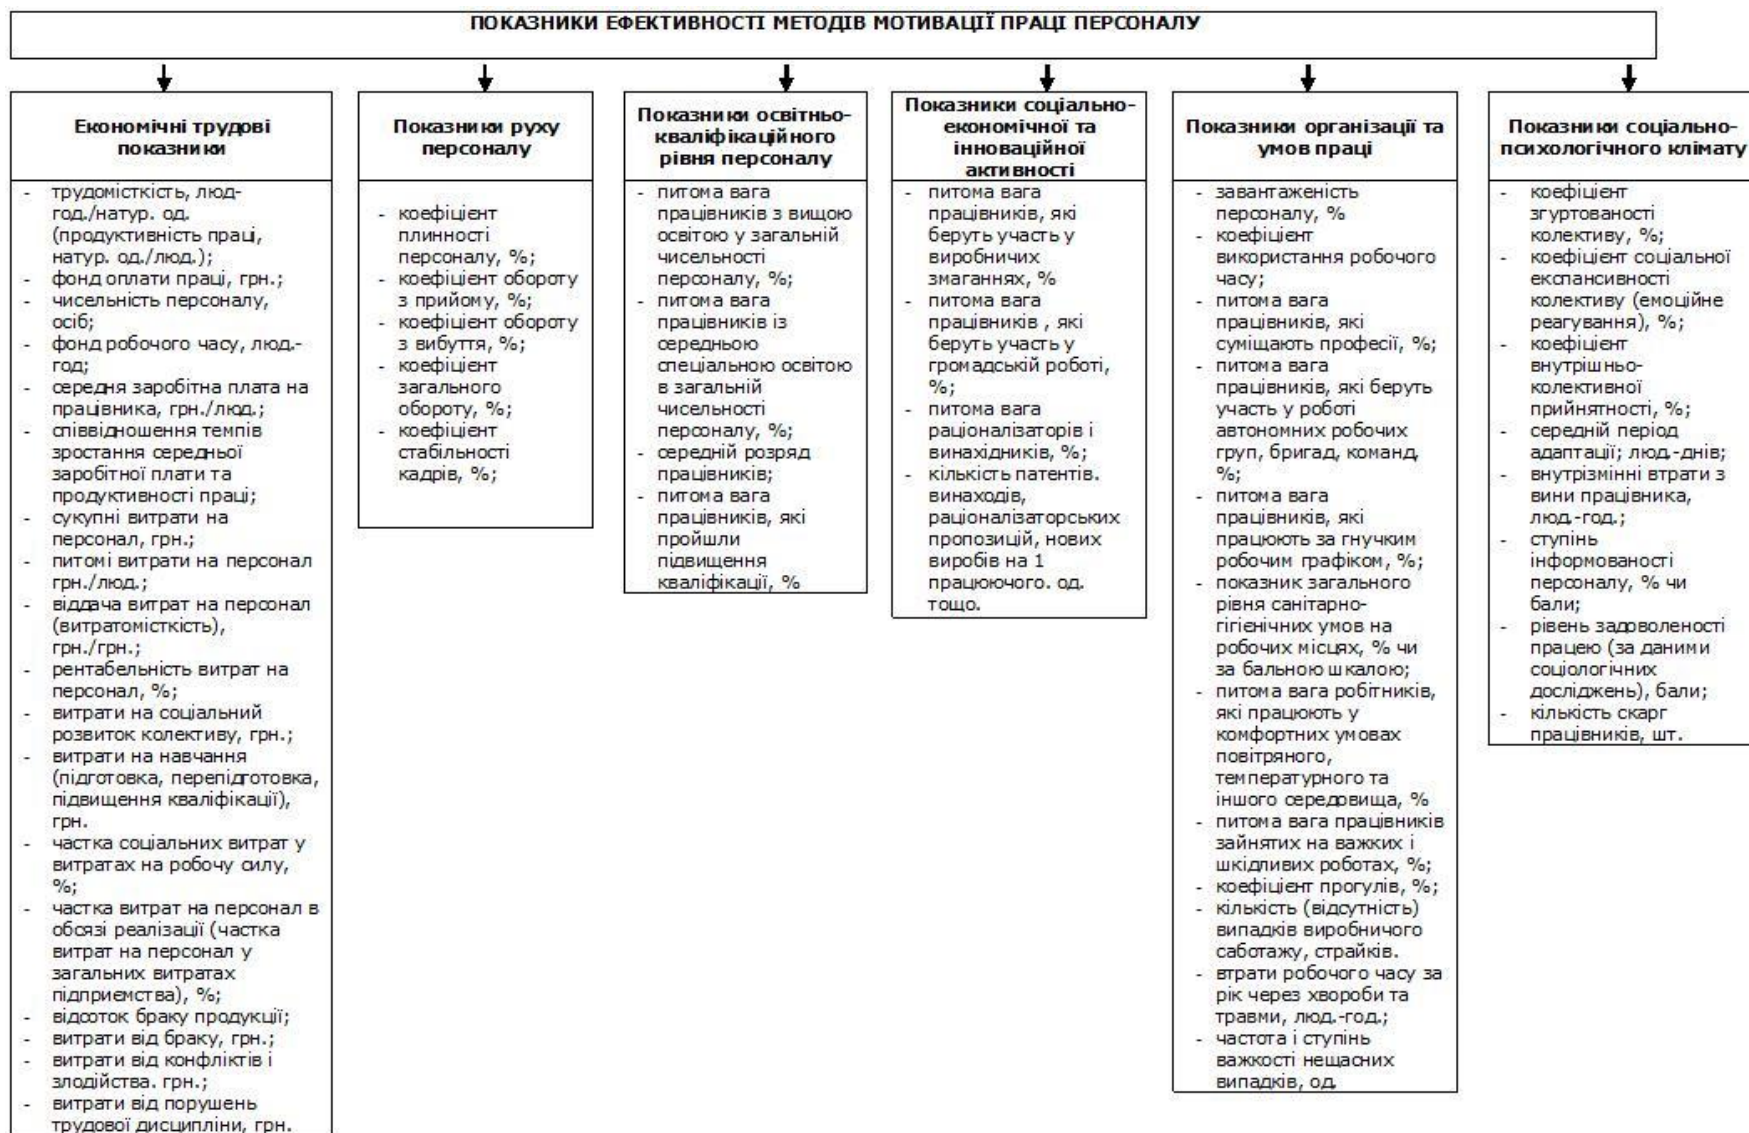 ПОКАЗНИКИ ЕФЕКТИВНОСТІ МЕТОДІВ МОТИВАЦІЇ ПРАЦІ ПЕРСОНАЛУ
Економічні трудові
показники
- трудомісткість, люд-
год./натур. од.
(продуктивність праці,
натур. од./люд.);
- фонд оплати праці, грн.;
- чисельність персоналу,
осіб;
- фонд робочого часу, люд.-
год;
- середня заробітна плата на
працівника, грн./люд.;
- співвідношення темпів
зростання середньої
заробітної плати та
продуктивності праці;
- сукупні витрати на
персонал, грн.;
- питомі витрати на персонал
грн./люд.;
- віддача витрат на персонал
(витратомісткість),
грн./грн.;
- рентабельність витрат на
персонал, %;
- витрати на соціальний
розвиток колективу, грн.;
- витрати на навчання
(підготовка, перепідготовка,
підвищення кваліфікації),
грн.
- частка соціальних витрат у
витратах на робочу силу,
%;
- частка витрат на персонал в
обсязі реалізації (частка
витрат на персонал у
загальних витратах
підприємства), %;
- відсоток браку продукції;
- витрати від браку, грн.;
- витрати від конфліктів і
злодійства. грн.;
- витрати від порушень
трудової дисципліни, грн.
Показники руху
персоналу
- коефіцієнт
плинності
персоналу, %;
- коефіцієнт обороту
з прийому, %;
- коефіцієнт обороту
з вибуття, %;
- коефіцієнт
загального
обороту, %;
- коефіцієнт
стабільності
кадрів, %;
Показники освітньо-
кваліфікаційного
рівня персоналу
- питома вага
працівників з вищою
освітою у загальній
чисельності
персоналу, %;
- питома вага
працівників із
середньою
спеціальною освітою
в загальній
чисельності
персоналу, %;
- середній розряд
працівників;
- питома вага
працівників, які
пройшли
підвищення
кваліфікації, %
Показники соціально-
економічної та
інноваційної
активності
- питома вага
працівників, які
беруть участь у
виробничих
змаганнях, %
- питома вага
працівників , які
беруть участь у
громадській роботі,
%;
- питома вага
раціоналізаторів і
винахідників, %;
- кількість патентів.
винаходів,
раціоналізаторських
пропозицій, нових
виробів на 1
працюючого. од.
тощо.
Показники організації та
умов праці
- завантаженість
персоналу, %
- коефіцієнт
використання робочого
часу;
- питома вага
працівників, які
суміщають професії, %;
- питома вага
працівників, які беруть
участь у роботі
автономних робочих
груп, бригад, команд,
%;
- питома вага
працівників, які
працюють за гнучким
робочим графіком, %;
- показник загального
рівня санітарно-
гігієнічних умов на
робочих місцях, % чи
за бальною шкалою;
- питома вага робітників,
які працюють у
комфортних умовах
повітряного,
температурного та
іншого середовища, %
- питома вага працівників
зайнятих на важких і
шкідливих роботах, %;
- коефіцієнт прогулів, %;
- кількість (відсутність)
випадків виробничого
саботажу, страйків.
- втрати робочого часу за
рік через хвороби та
травми, люд.-год.;
- частота і ступінь
важкості нещасних
випадків, од.
Показники соціально-
психологічного клімату
- коефіцієнт
згуртованості
колективу, %;
- коефіцієнт соціальної
експансивності
колективу (емоційне
реагування), %;
- коефіцієнт
внутрішньо-
колективної
прийнятності, %;
- середній період
адаптації; люд.-днів;
- внутрізмінні втрати з
вини працівника,
люд.-год.;
- ступінь
інформованості
персоналу, % чи
бали;
- рівень задоволеності
працею (за даними
соціологічних
досліджень), бали;
- кількість скарг
працівників, шт.